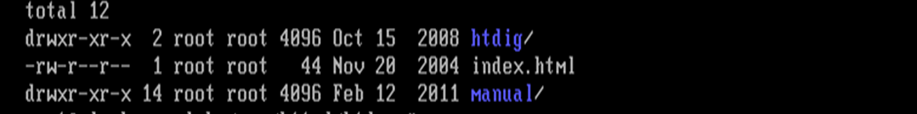 total 12
drwxr-xr-x  2 root root 4096 Oct 15  2008 htdig/
-rw-r--r--  1 root root   44 Nov 20  2004 index.html
drwxr-xr-x 14 root root 4096 Feb 12  2011 manual/